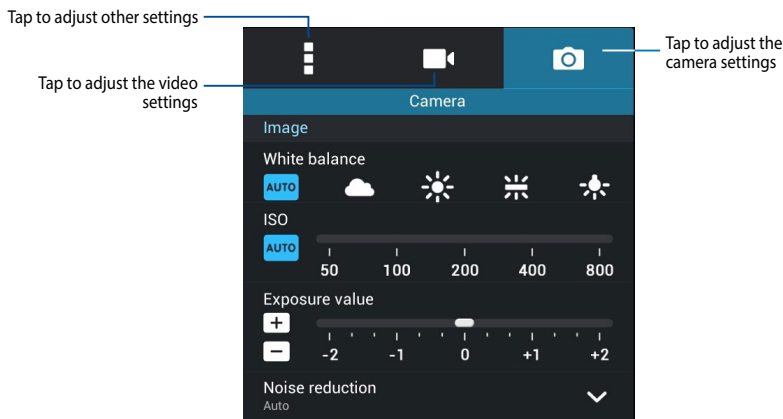 Tap to adjust other settings
Tap to adjust the video
settings
Tap to adjust the
camera settings
Camera
Image
White balance
AUTO
ISO
AUTO
50 100 200 400 800
Exposure value
-2 -1 0 +1 +2
Noise reduction
Auto